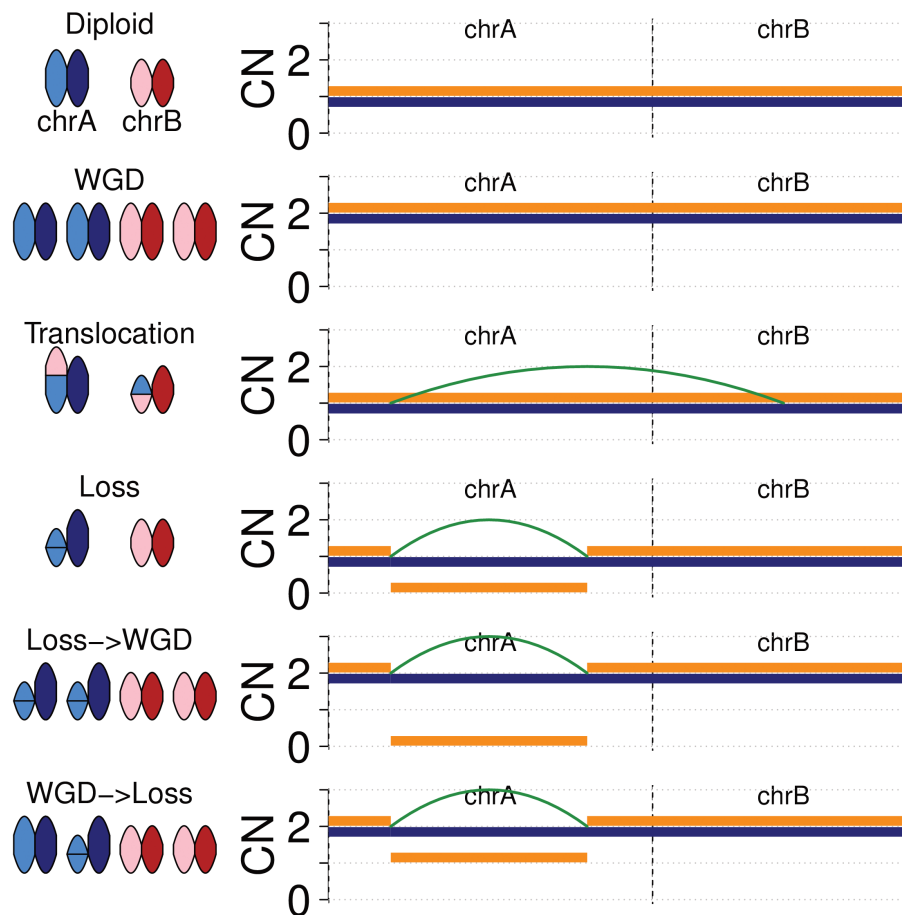 Diploid
chrA chrB
CN
2
0
chrA
chrB
WGD
CN
2
0
chrA
chrB
Translocation
CN
2
0
chrA
chrB
Loss
CN
2
0
chrA
chrB
Loss−>WGD
CN
2
0
chrA
chrB
WGD−>Loss
CN
2
0
chrA
chrB